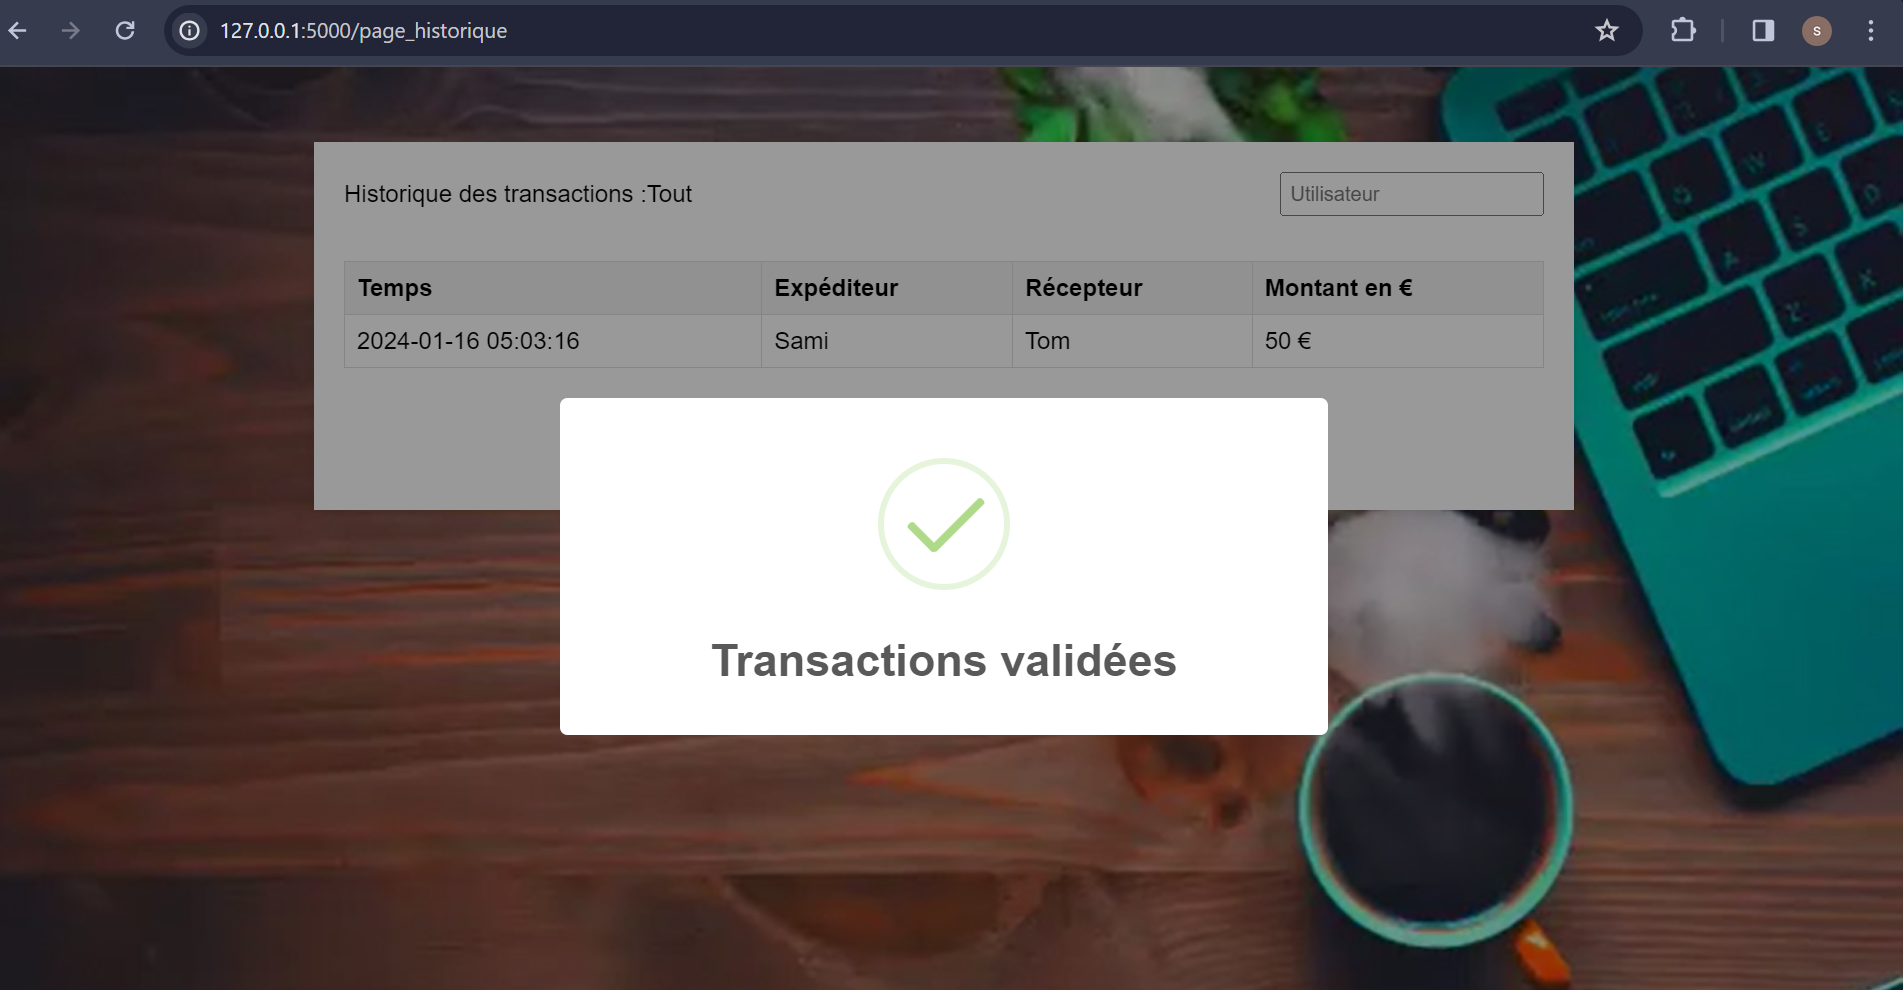 127.0.0.1:5000/page_historique
S
Historique des transactions :Tout
Utilisateur
Temps Expéditeur Récepteur Montant en €
2024-01-16 05:03:16 Sami Tom 50 €
Transactions validées